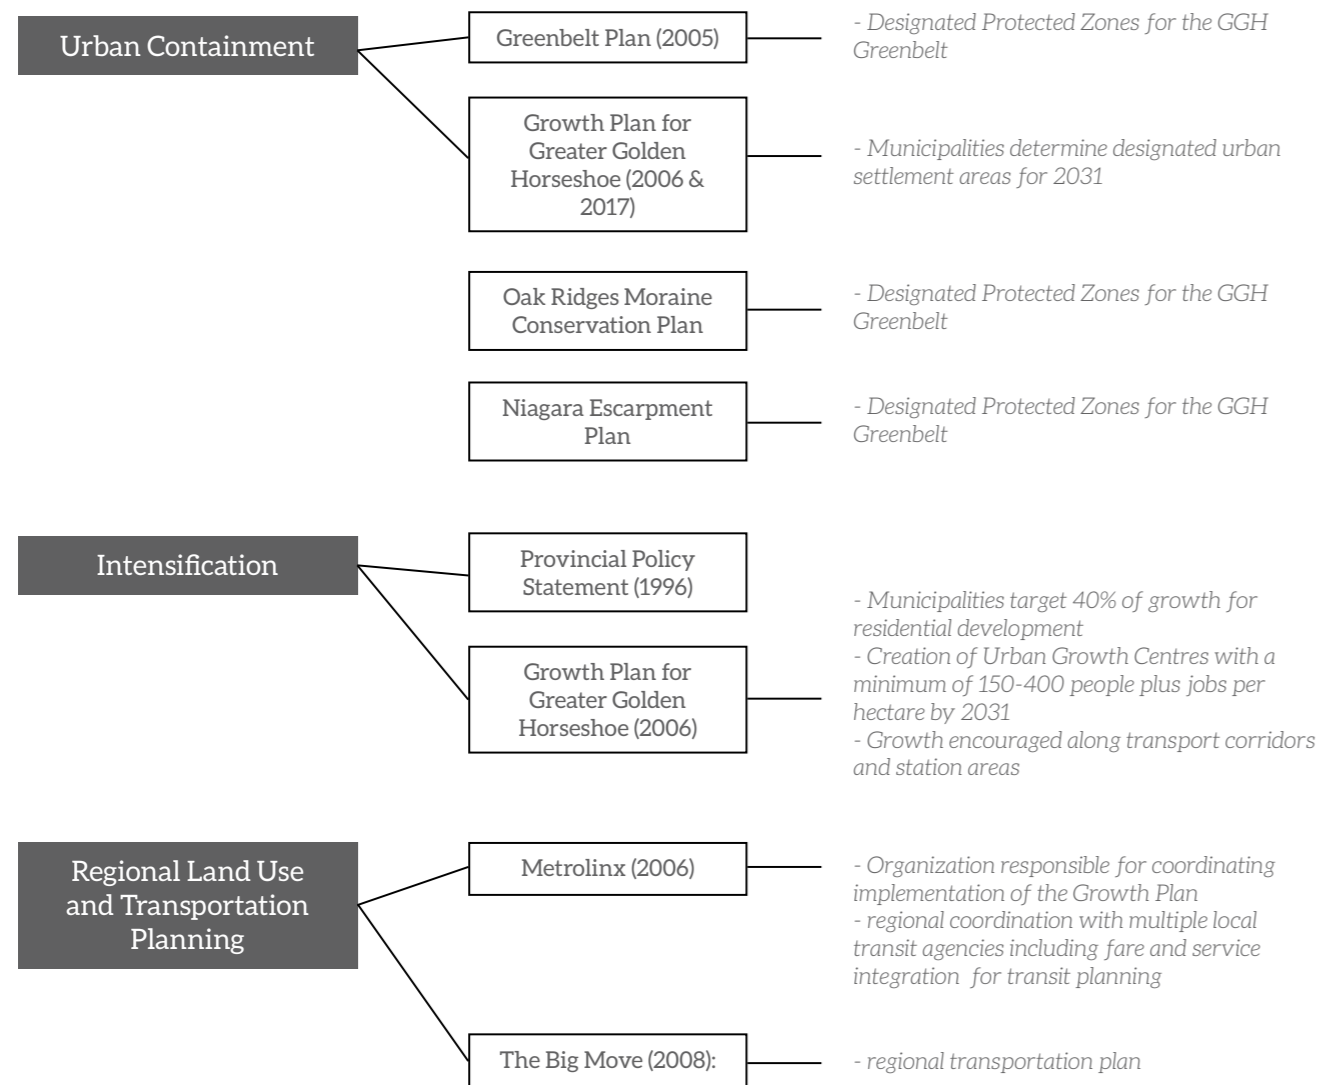 Urban Containment
Greenbelt Plan (2005)
- Designated Protected Zones for the GGH
Greenbelt
Growth Plan for
Greater Golden
Horseshoe (2006 &
2017)
- Municipalities determine designated urban
settlement areas for 2031
Oak Ridges Moraine
Conservation Plan
- Designated Protected Zones for the GGH
Greenbelt
Niagara Escarpment
Plan
- Designated Protected Zones for the GGH
Greenbelt
Intensification
Provincial Policy
Statement (1996)
Growth Plan for
Greater Golden
Horseshoe (2006)
- Municipalities target 40% of growth for
residential development
- Creation of Urban Growth Centres with a
minimum of 150-400 people plus jobs per
hectare by 2031
- Growth encouraged along transport corridors
and station areas
Regional Land Use
and Transportation
Planning
Metrolinx (2006)
- Organization responsible for coordinating
implementation of the Growth Plan
- regional coordination with multiple local
transit agencies including fare and service
integration for transit planning
The Big Move (2008):
- regional transportation plan